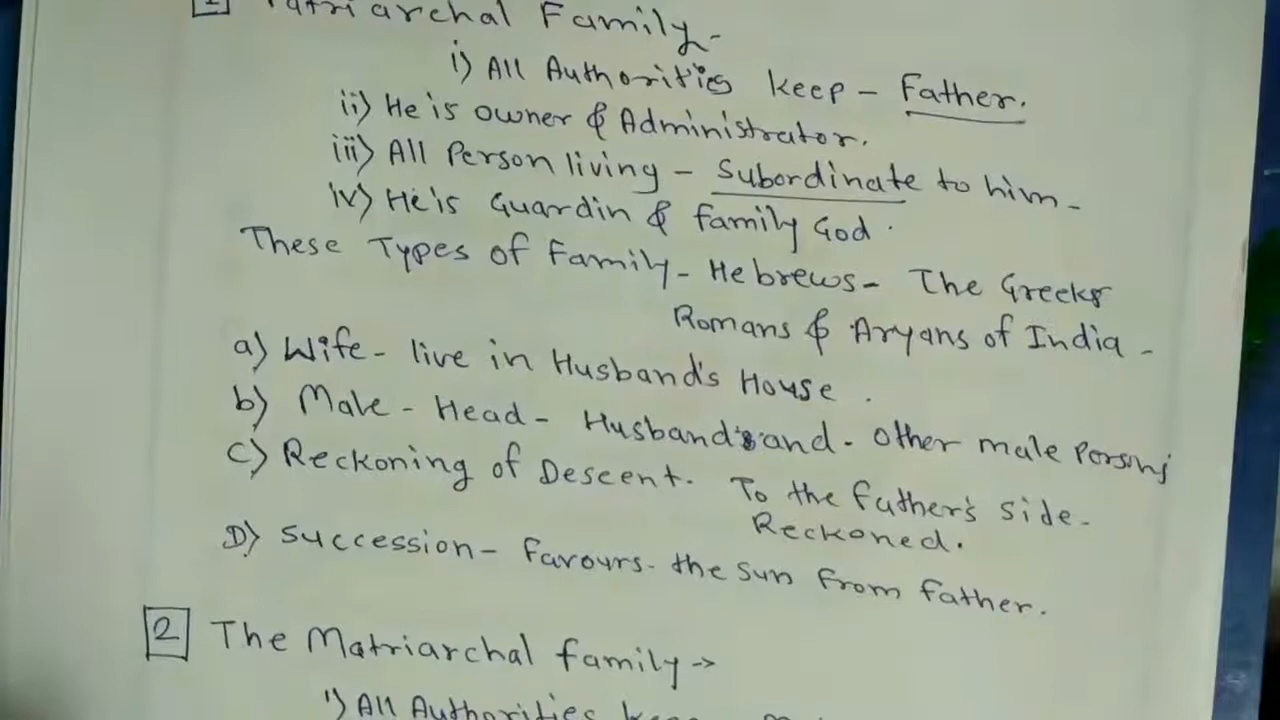 1 Patriarchal Family-
i) All Authorities keep - Father.
ii) He is owner & Administrator.
iii) All Person living - Subordinate to him-
iv) He is Guardin & family God.
These Types of Family - Hebrews - The Greeks
Romans & Aryans of India -
a) Wife - live in Husband's House.
b) Male - Head - Husband's and - other male Persons
c) Reckoning of Descent. To the father's side-
Reckoned.
D) Succession - favours- the sun from father.
2 The Matriarchal family →
i) All Authorities